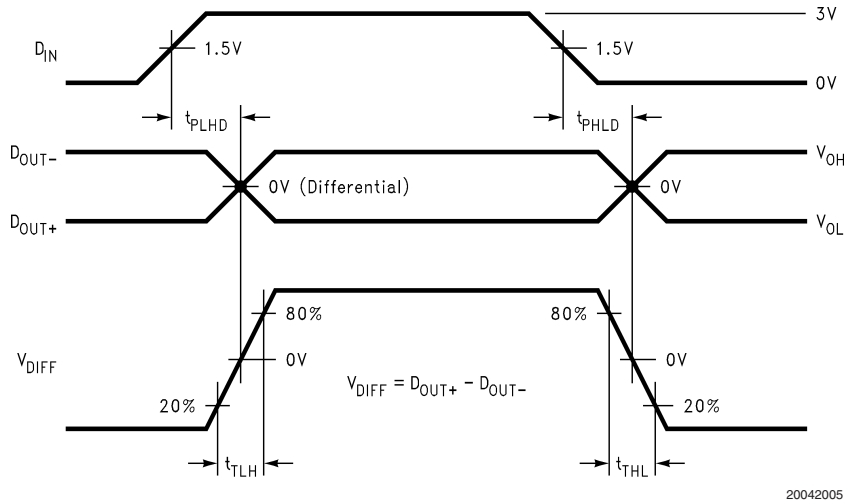 3V
D_IN
1.5V
1.5V
0V
t_PLHD
t_PHLD
D_OUT-
V_OH
0V (Differential)
0V
D_OUT+
V_OL
80%
80%
V_DIFF
0V
0V
V_DIFF = D_OUT+ - D_OUT-
20%
20%
t_TLH
t_THL
20042005